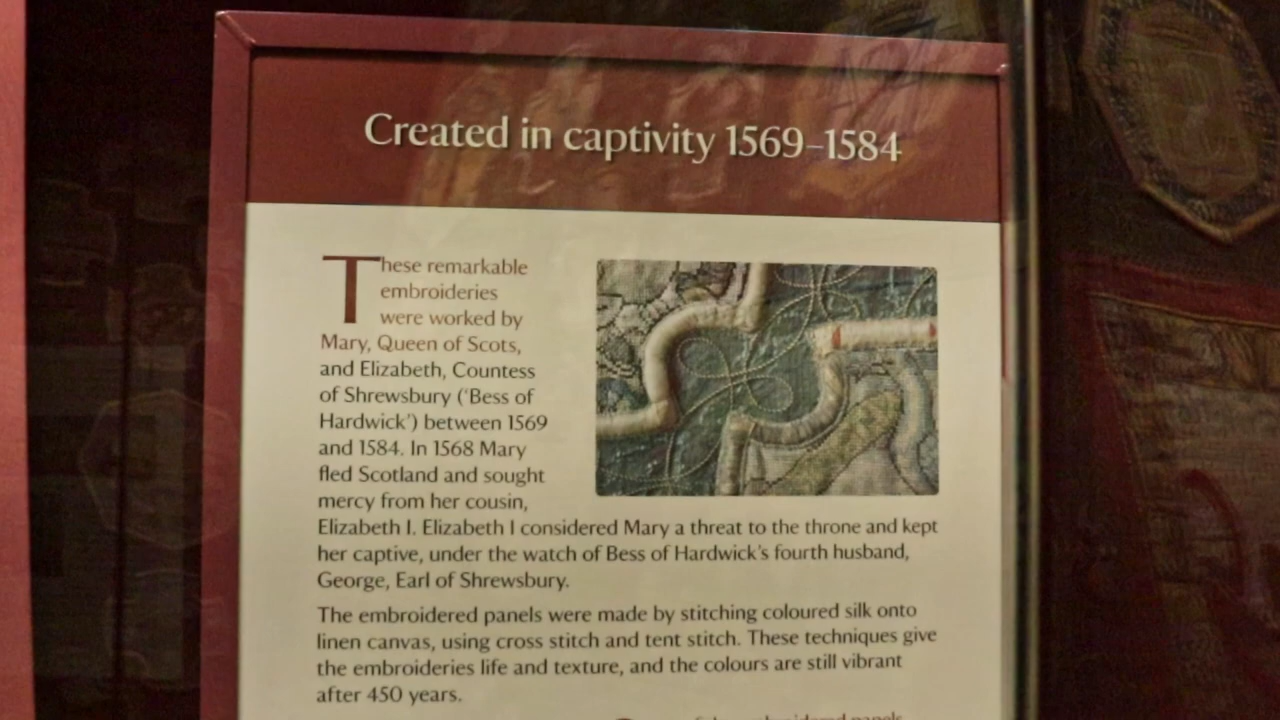 Created in captivity 1569–1584
These remarkable
embroideries
were worked by
Mary, Queen of Scots,
and Elizabeth, Countess
of Shrewsbury (‘Bess of
Hardwick’) between 1569
and 1584. In 1568 Mary
fled Scotland and sought
mercy from her cousin,
Elizabeth I. Elizabeth I considered Mary a threat to the throne and kept
her captive, under the watch of Bess of Hardwick’s fourth husband,
George, Earl of Shrewsbury.
The embroidered panels were made by stitching coloured silk onto
linen canvas, using cross stitch and tent stitch. These techniques give
the embroideries life and texture, and the colours are still vibrant
after 450 years.
embroidered panels